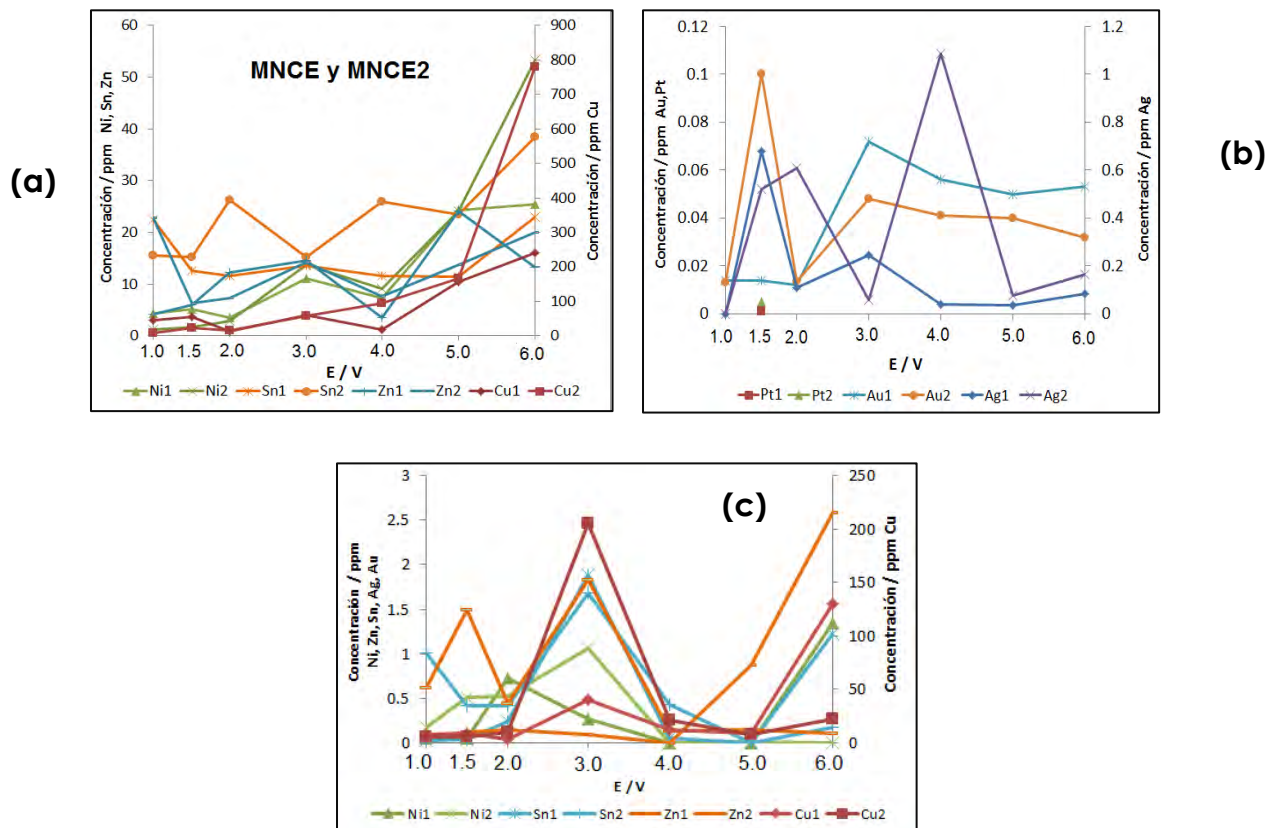 (a)
MNCE y MNCE2
Concentración / ppm Ni, Sn, Zn
60
50
40
30
20
10
0
Concentración / ppm Cu
900
800
700
600
500
400
300
200
100
0
1.0 1.5 2.0 3.0 4.0 5.0 6.0
E / V
Ni1 Ni2 Sn1 Sn2 Zn1 Zn2 Cu1 Cu2
(b)
Concentración / ppm Au,Pt
0.12
0.1
0.08
0.06
0.04
0.02
0
Concentración / ppm Ag
1.2
1
0.8
0.6
0.4
0.2
0
1.0 1.5 2.0 3.0 4.0 5.0 6.0
E / V
Pt1 Pt2 Au1 Au2 Ag1 Ag2
(c)
Concentración / ppm
Ni, Zn, Sn, Ag, Au
3
2.5
2
1.5
1
0.5
0
Concentración / ppm Cu
250
200
150
100
50
0
1.0 1.5 2.0 3.0 4.0 5.0 6.0
E / V
Ni1 Ni2 Sn1 Sn2 Zn1 Zn2 Cu1 Cu2